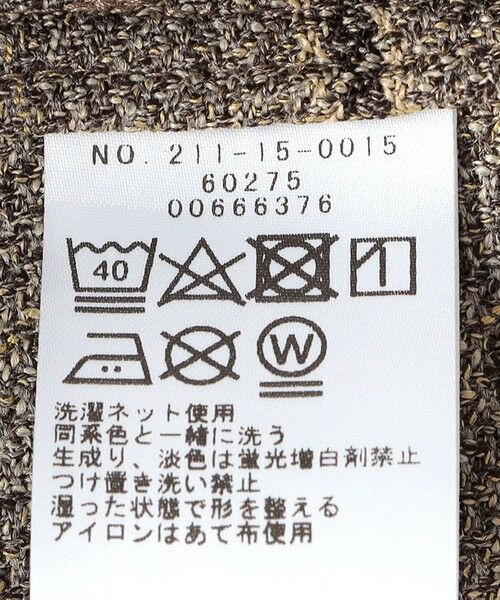 NO. 211-15-0015
60275
00666376
40
W
洗濯ネット使用
同系色と一緒に洗う
生成り、淡色は蛍光増白剤禁止
つけ置き洗い禁止
湿った状態で形を整える
アイロンはあて布使用